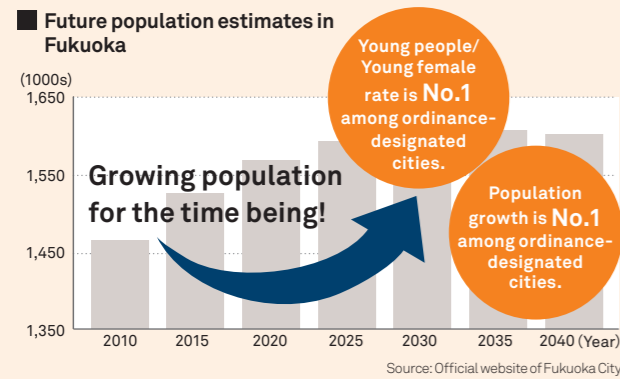 Future population estimates in
Fukuoka
(1000s)
1,650
1,550
1,450
1,350
Growing population
for the time being!
Young people/
Young female
rate is No.1
among ordinance-
designated
cities.
Population
growth is No.1
among ordinance-
designated
cities.
2010 2015 2020 2025 2030 2035 2040 (Year)
Source: Official website of Fukuoka City